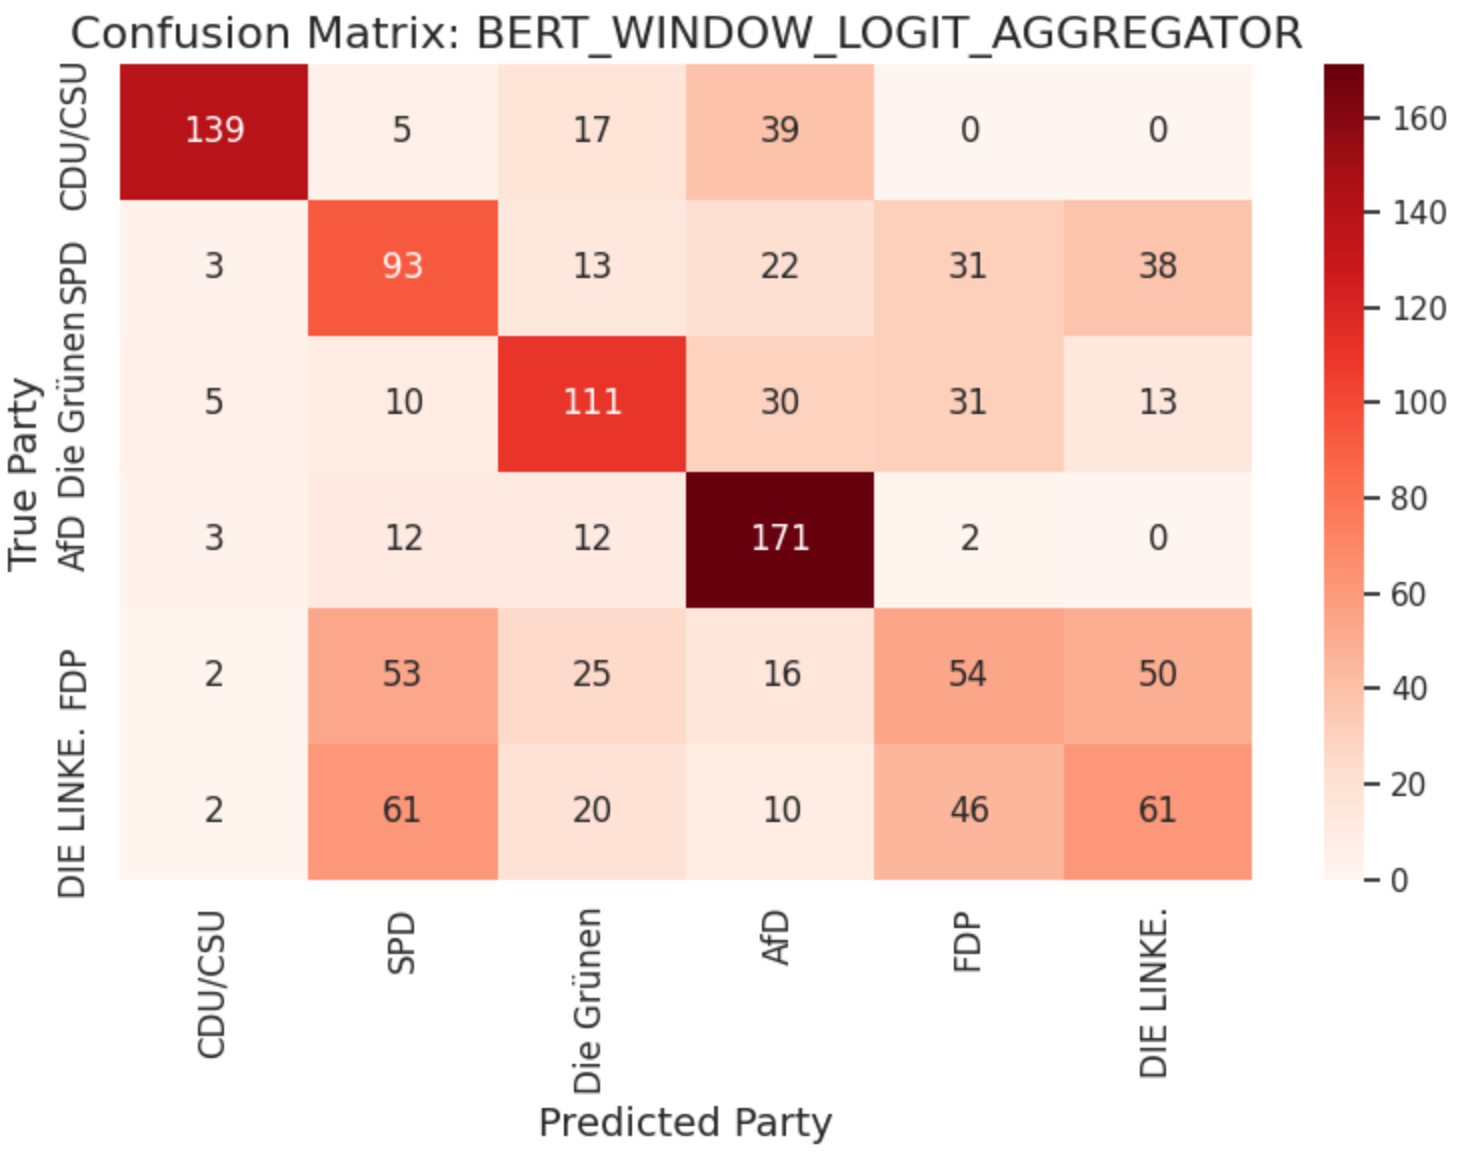 Confusion Matrix: BERT_WINDOW_LOGIT_AGGREGATOR
True Party
CDU/CSU 139 5 17 39 0 0
SPD 3 93 13 22 31 38
Die Grünen 5 10 111 30 31 13
AfD 3 12 12 171 2 0
FDP 2 53 25 16 54 50
DIE LINKE. 2 61 20 10 46 61
CDU/CSU SPD Die Grünen AfD FDP DIE LINKE.
Predicted Party
160
140
120
100
80
60
40
20
0